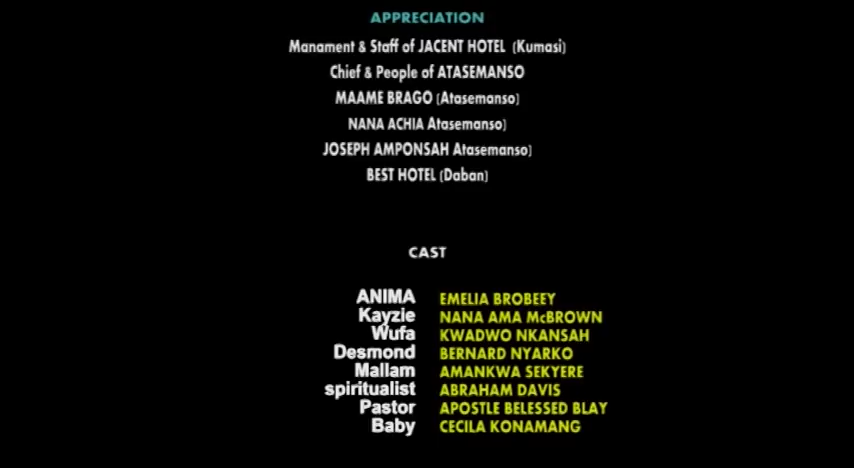 APPRECIATION
Manament & Staff of JACENT HOTEL (Kumasi)
Chief & People of ATASEMANSO
MAAME BRAGO (Atasemanso)
NANA ACHIA Atasemanso)
JOSEPH AMPONSAH Atasemanso)
BEST HOTEL (Daban)
CAST
ANIMA EMELIA BROBEEY
Kayzie NANA AMA McBROWN
Wufa KWADWO NKANSAH
Desmond BERNARD NYARKO
Mallam AMANKWA SEKYERE
spiritualist ABRAHAM DAVIS
Pastor APOSTLE BELESSED BLAY
Baby CECILA KONAMANG